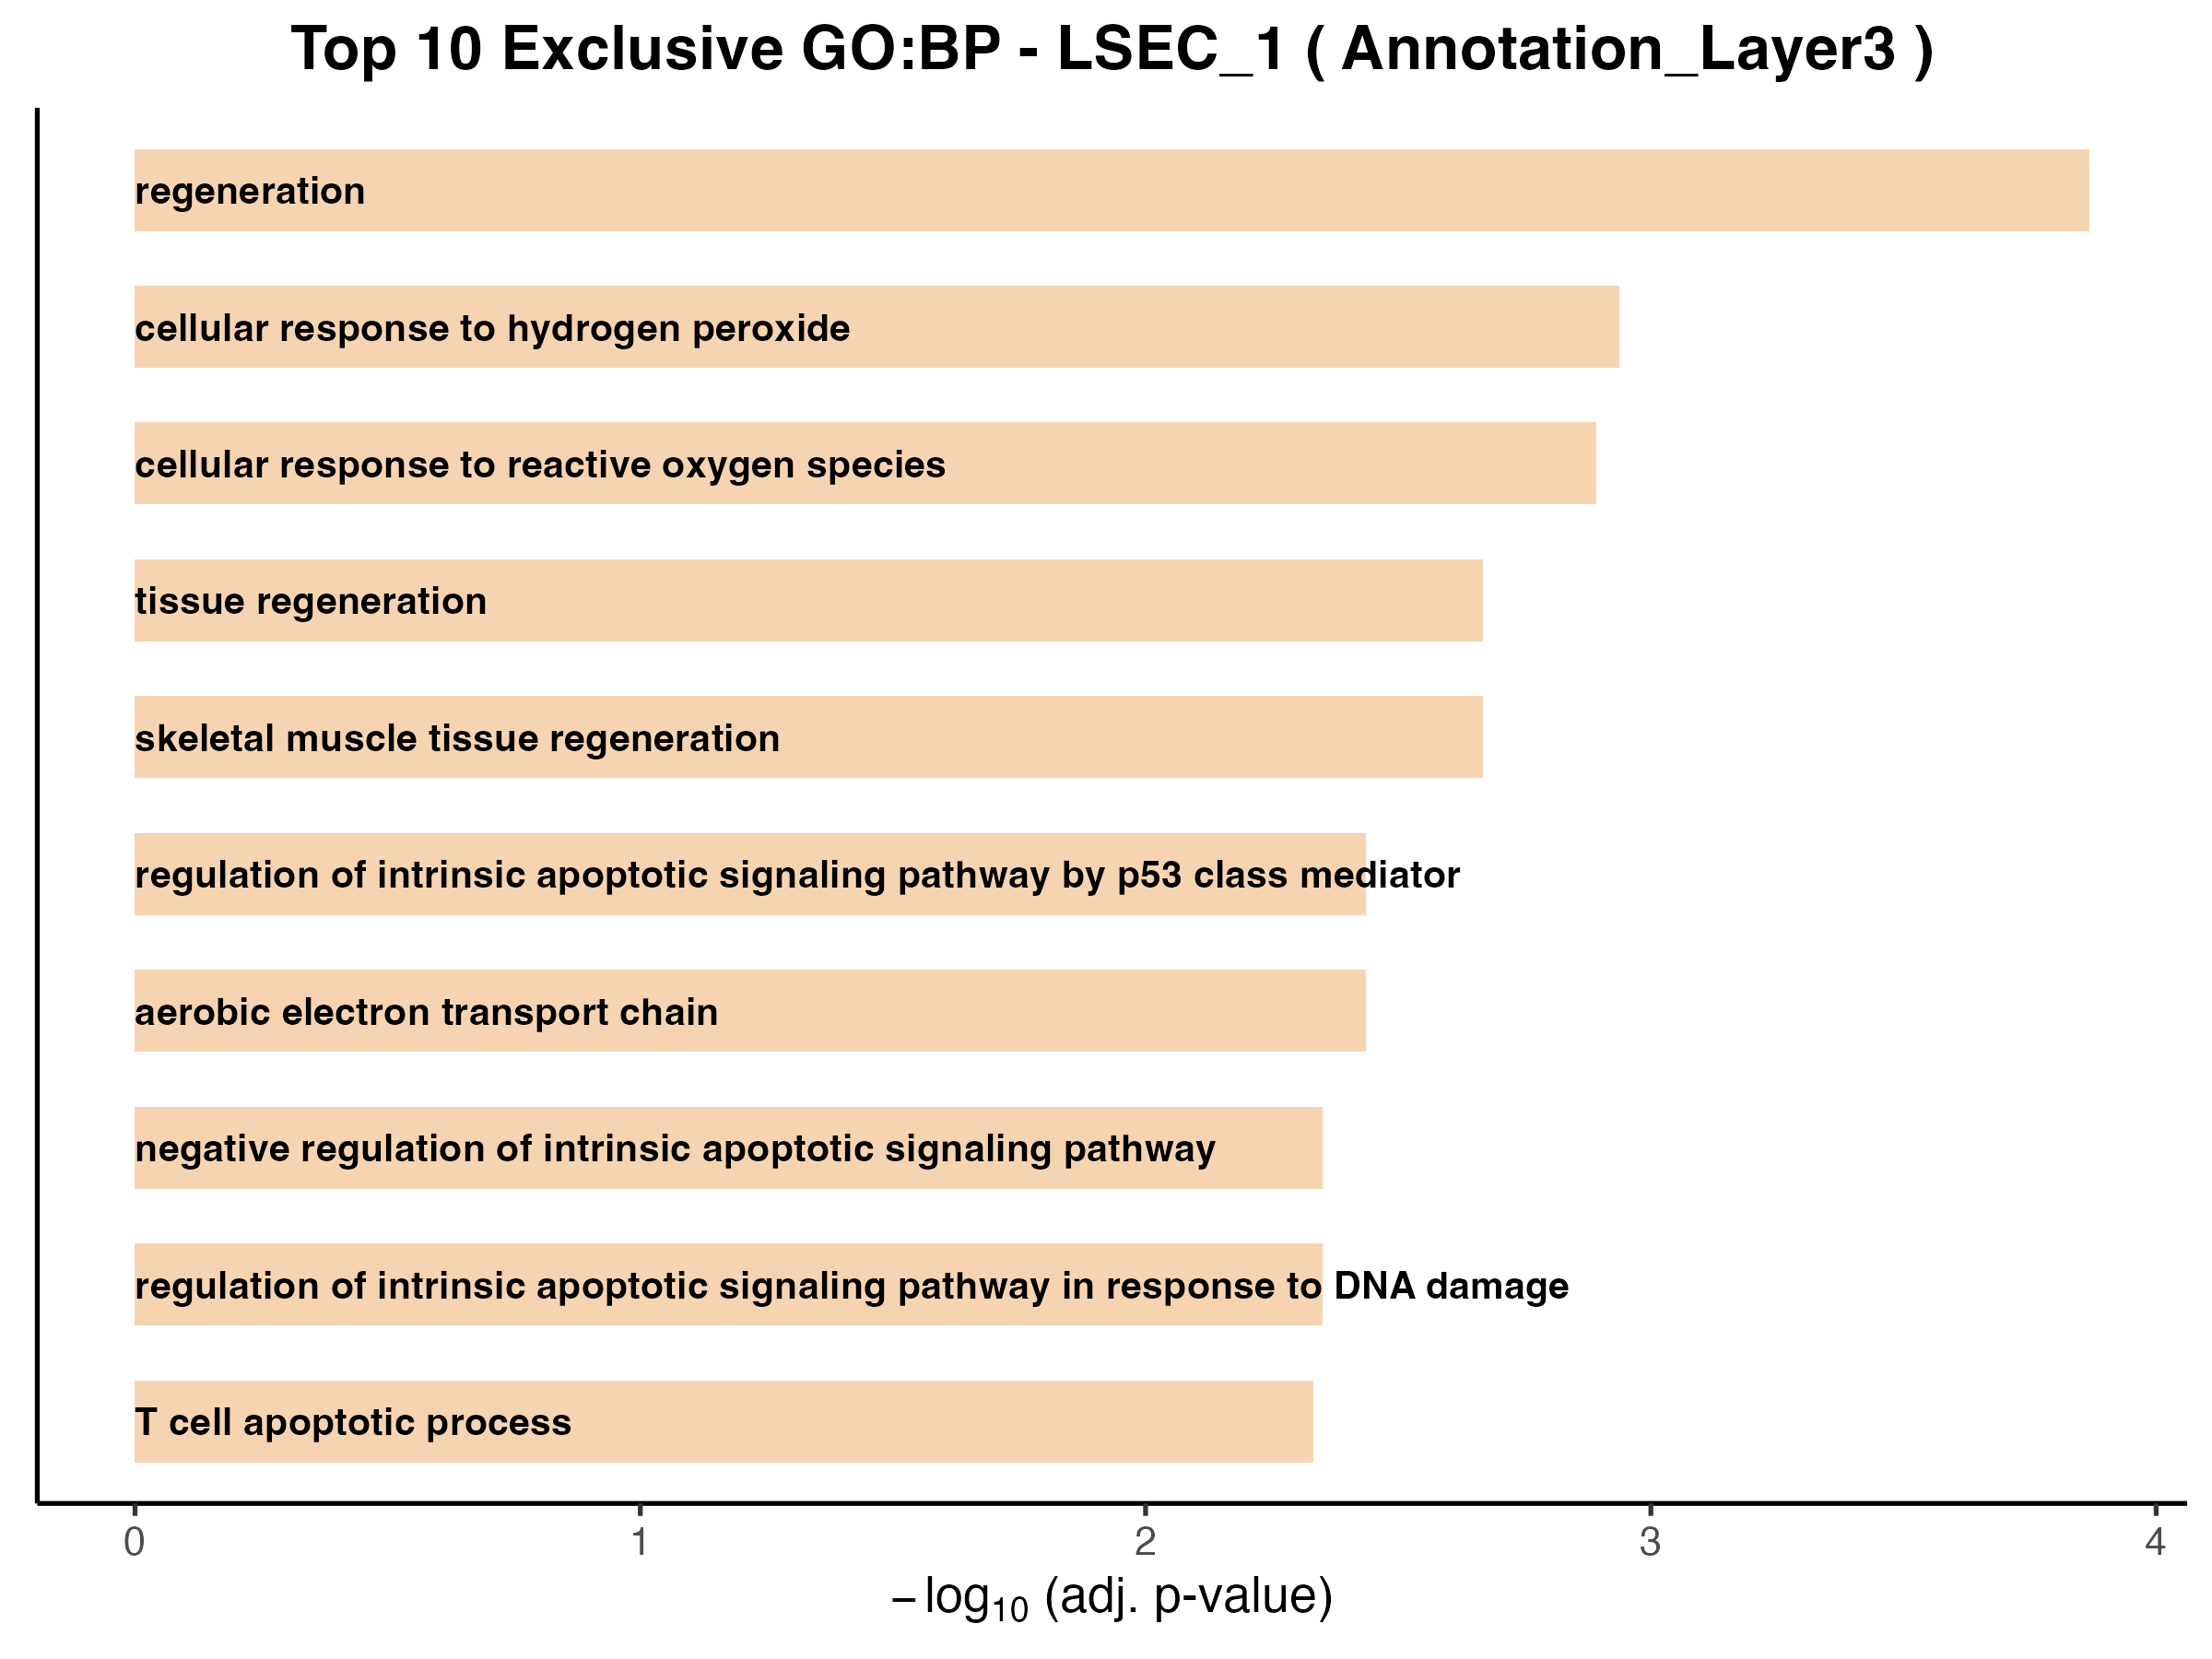 Top 10 Exclusive GO:BP - LSEC_1 ( Annotation_Layer3 )
regeneration
cellular response to hydrogen peroxide
cellular response to reactive oxygen species
tissue regeneration
skeletal muscle tissue regeneration
regulation of intrinsic apoptotic signaling pathway by p53 class mediator
aerobic electron transport chain
negative regulation of intrinsic apoptotic signaling pathway
regulation of intrinsic apoptotic signaling pathway in response to DNA damage
T cell apoptotic process
0 1 2 3 4
−log₁₀ (adj. p-value)